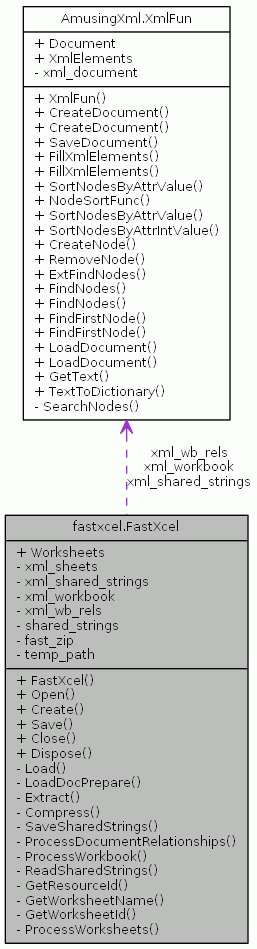 AmusingXml.XmlFun
+ Document
+ XmlElements
- xml_document
+ XmlFun()
+ CreateDocument()
+ CreateDocument()
+ SaveDocument()
+ FillXmlElements()
+ FillXmlElements()
+ SortNodesByAttrValue()
+ NodeSortFunc()
+ SortNodesByAttrValue()
+ SortNodesByAttrIntValue()
+ CreateNode()
+ RemoveNode()
+ ExtFindNodes()
+ FindNodes()
+ FindNodes()
+ FindFirstNode()
+ FindFirstNode()
+ LoadDocument()
+ LoadDocument()
+ GetText()
+ TextToDictionary()
- SearchNodes()
xml_wb_rels
xml_workbook
xml_shared_strings
fastxcel.FastXcel
+ Worksheets
- xml_sheets
- xml_shared_strings
- xml_workbook
- xml_wb_rels
- shared_strings
- fast_zip
- temp_path
+ FastXcel()
+ Open()
+ Create()
+ Save()
+ Close()
+ Dispose()
- Load()
- LoadDocPrepare()
- Extract()
- Compress()
- SaveSharedStrings()
- ProcessDocumentRelationships()
- ProcessWorkbook()
- ReadSharedStrings()
- GetResourceId()
- GetWorksheetName()
- GetWorksheetId()
- ProcessWorksheets()